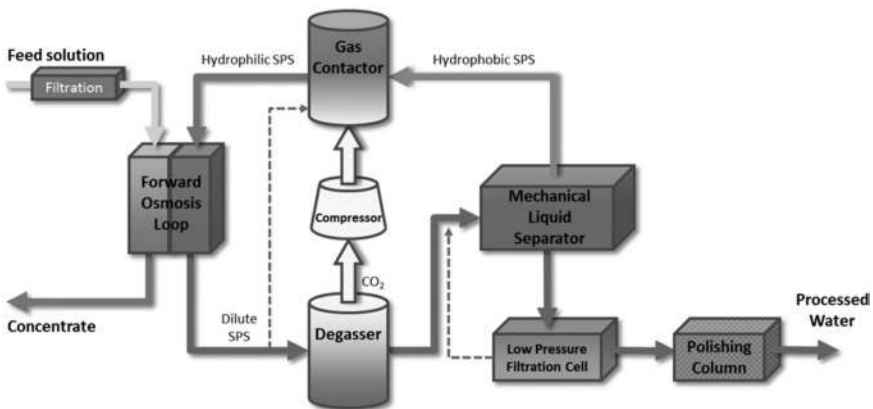 Gas
Contactor
Hydrophilic SPS
Hydrophobic SPS
Feed solution
Filtration
Forward
Osmosis
Loop
Mechanical
Liquid
Separator
Compressor
CO₂
Concentrate
Dilute
SPS
Degasser
Low Pressure
Filtration Cell
Polishing
Column
Processed
Water